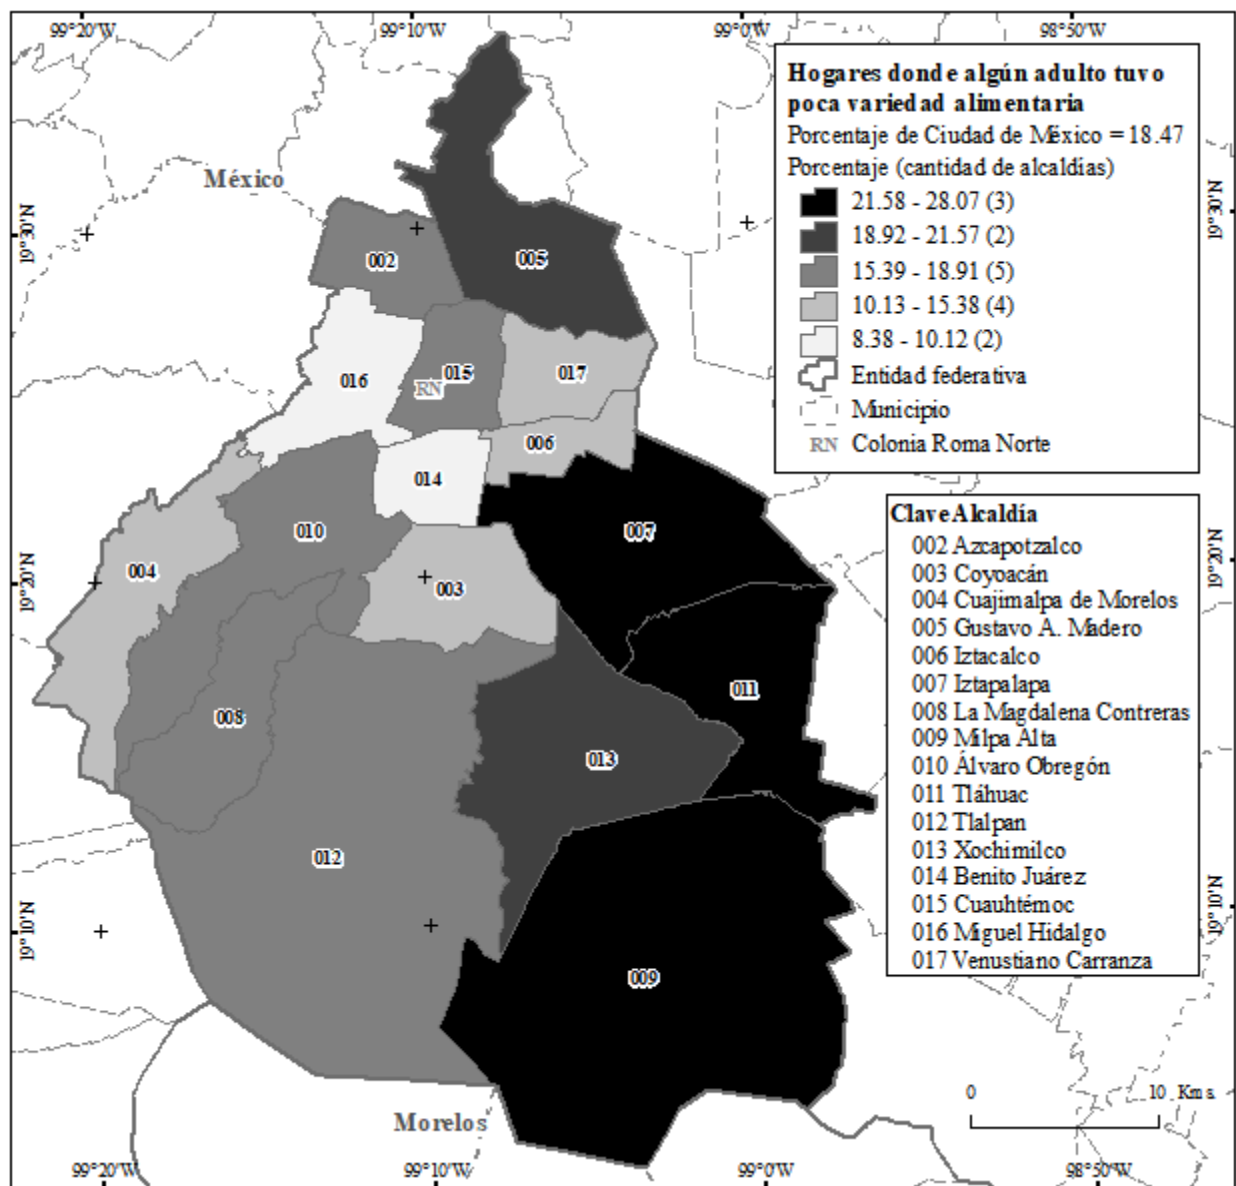 99°20'W 99°10'W 99°0'W 98°50'W
Hogares donde algún adulto tuvo
poca variedad alimentaria
Porcentaje de Ciudad de México = 18.47
Porcentaje (cantidad de alcaldías)
21.58 - 28.07 (3)
18.92 - 21.57 (2)
15.39 - 18.91 (5)
10.13 - 15.38 (4)
8.38 - 10.12 (2)
Entidad federativa
Municipio
RN Colonia Roma Norte
México
19°30'N
19°30'N
002
005
016
015
017
RN
006
014
007
010
004
003
19°20'N
19°20'N
011
008
013
012
009
19°10'N
19°10'N
Clave Alcaldía
002 Azcapotzalco
003 Coyoacán
004 Cuajimalpa de Morelos
005 Gustavo A. Madero
006 Iztacalco
007 Iztapalapa
008 La Magdalena Contreras
009 Milpa Alta
010 Álvaro Obregón
011 Tláhuac
012 Tlalpan
013 Xochimilco
014 Benito Juárez
015 Cuauhtémoc
016 Miguel Hidalgo
017 Venustiano Carranza
0 10 Kms.
Morelos
99°20'W 99°10'W 99°0'W 98°50'W